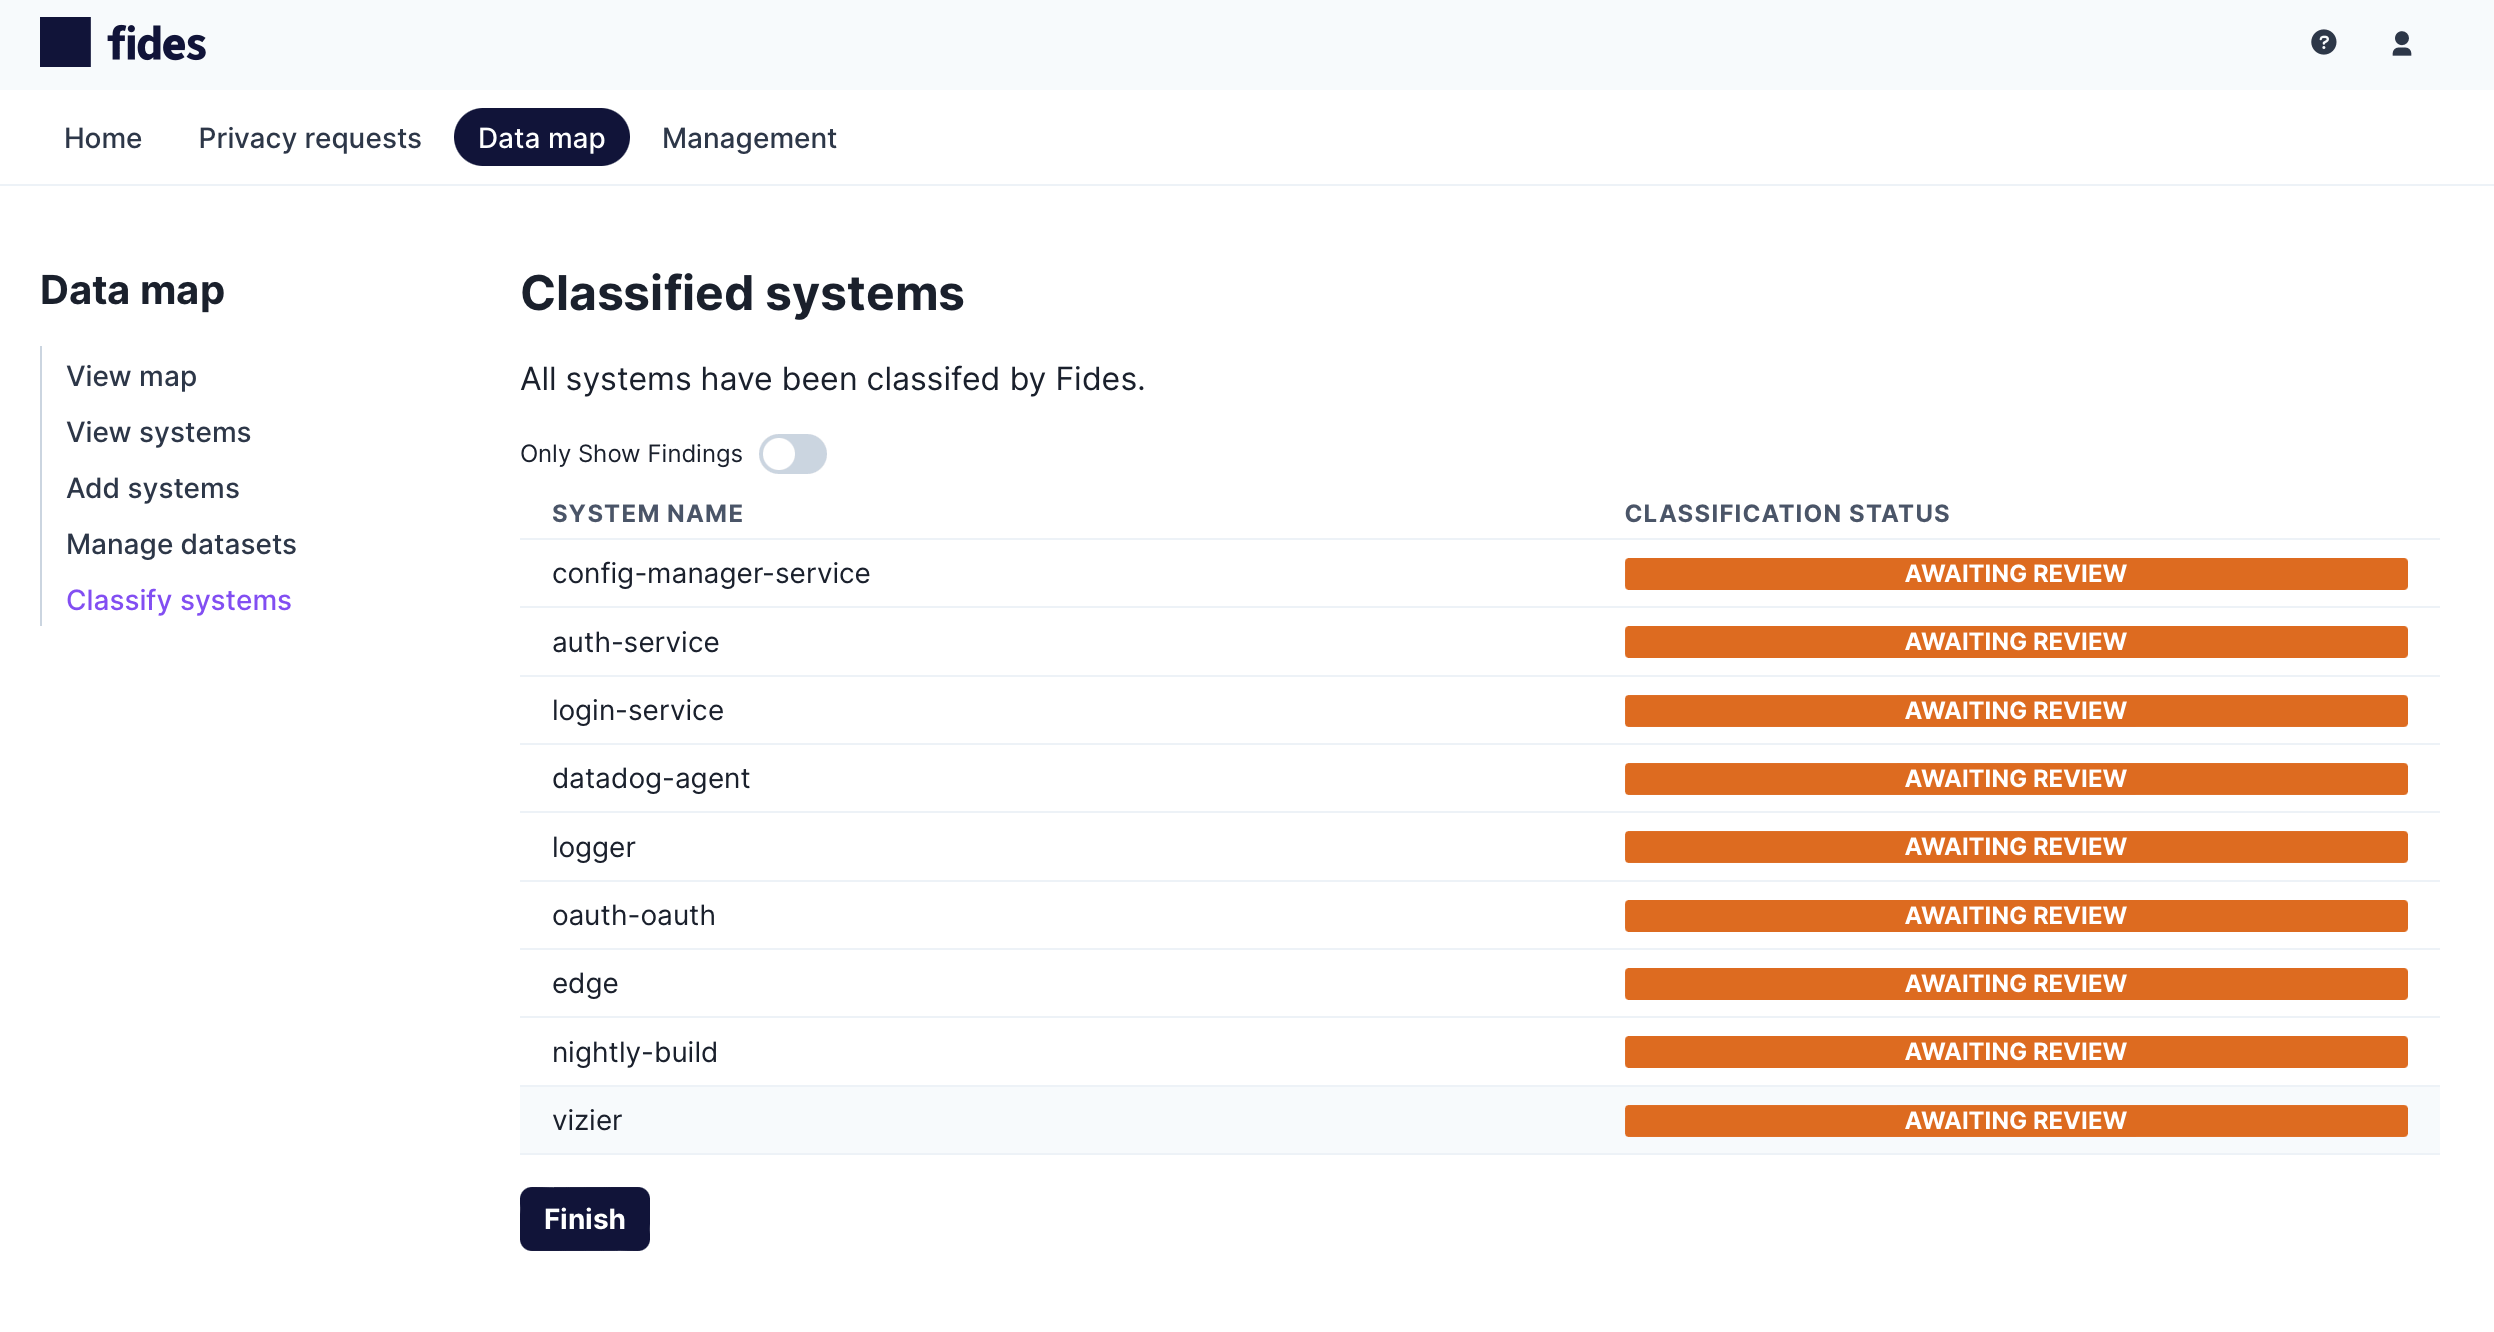 fides
?
Home Privacy requests Data map Management
Data map
View map
View systems
Add systems
Manage datasets
Classify systems
Classified systems
All systems have been classifed by Fides.
Only Show Findings
SYSTEM NAME CLASSIFICATION STATUS
config-manager-service AWAITING REVIEW
auth-service AWAITING REVIEW
login-service AWAITING REVIEW
datadog-agent AWAITING REVIEW
logger AWAITING REVIEW
oauth-oauth AWAITING REVIEW
edge AWAITING REVIEW
nightly-build AWAITING REVIEW
vizier AWAITING REVIEW
Finish